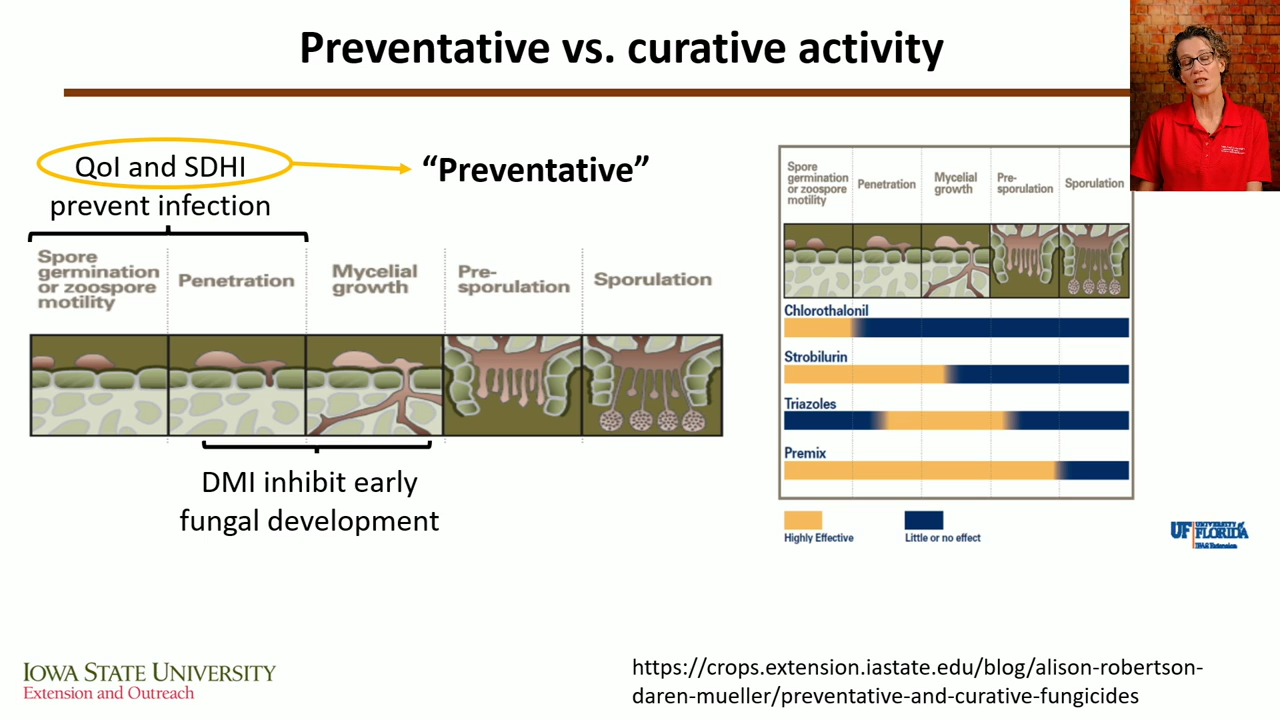 Preventative vs. curative activity
QoI and SDHI
prevent infection
“Preventative”
Spore
germination
or zoospore
motility
Penetration
Mycelial
growth
Pre-
sporulation
Sporulation
DMI inhibit early
fungal development
Spore
germination
or zoospore
motility
Penetration
Mycelial
growth
Pre-
sporulation
Sporulation
Chlorothalonil
Strobilurin
Triazoles
Premix
Highly Effective
Little or no effect
UF UNIVERSITY of
FLORIDA
IFAS Extension
IOWA STATE UNIVERSITY
Extension and Outreach
https://crops.extension.iastate.edu/blog/alison-robertson-
daren-mueller/preventative-and-curative-fungicides